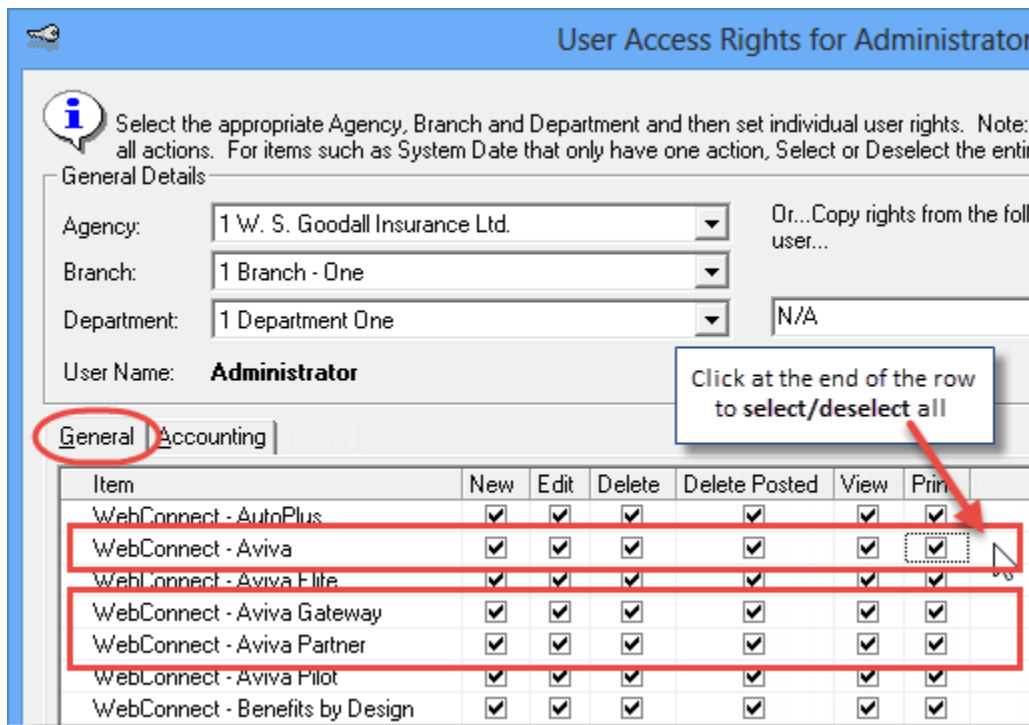 User Access Rights for Administrator
Select the appropriate Agency, Branch and Department and then set individual user rights. Note:
all actions. For items such as System Date that only have one action, Select or Deselect the entir
General Details
Agency: 1 W. S. Goodall Insurance Ltd.
Or...Copy rights from the foll
user...
Branch: 1 Branch - One
Department: 1 Department One
N/A
User Name: Administrator
Click at the end of the row
to select/deselect all
General Accounting
Item New Edit Delete Delete Posted View Prin
WebConnect - AutoPlus
WebConnect - Aviva
WebConnect - Aviva Elite
WebConnect - Aviva Gateway
WebConnect - Aviva Partner
WebConnect - Aviva Pilot
WebConnect - Benefits by Design